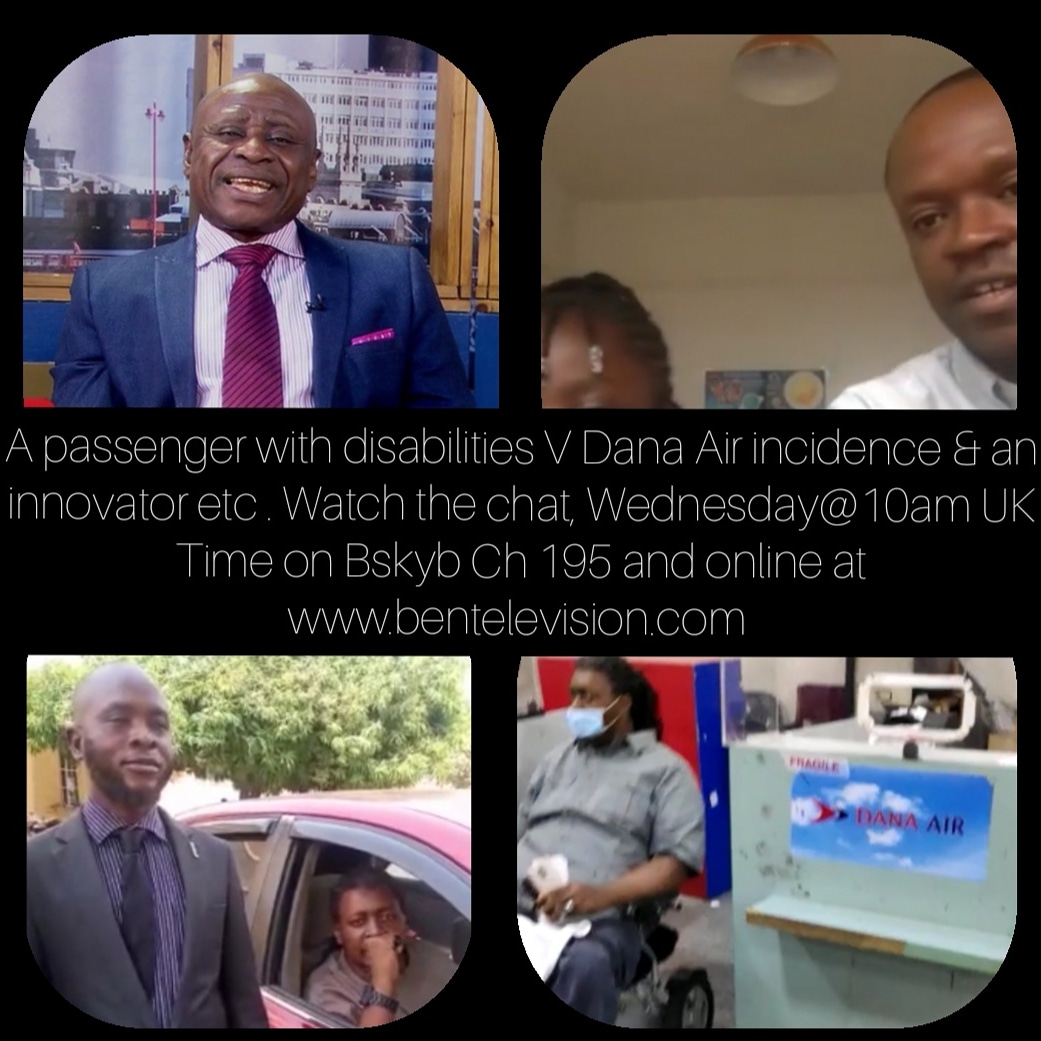 A passenger with disabilities V Dana Air incidence & an
innovator etc . Watch the chat, Wednesday@10am UK
Time on Bskyb Ch 195 and online at
www.bentelevision.com
FRAGILE
DANA AIR